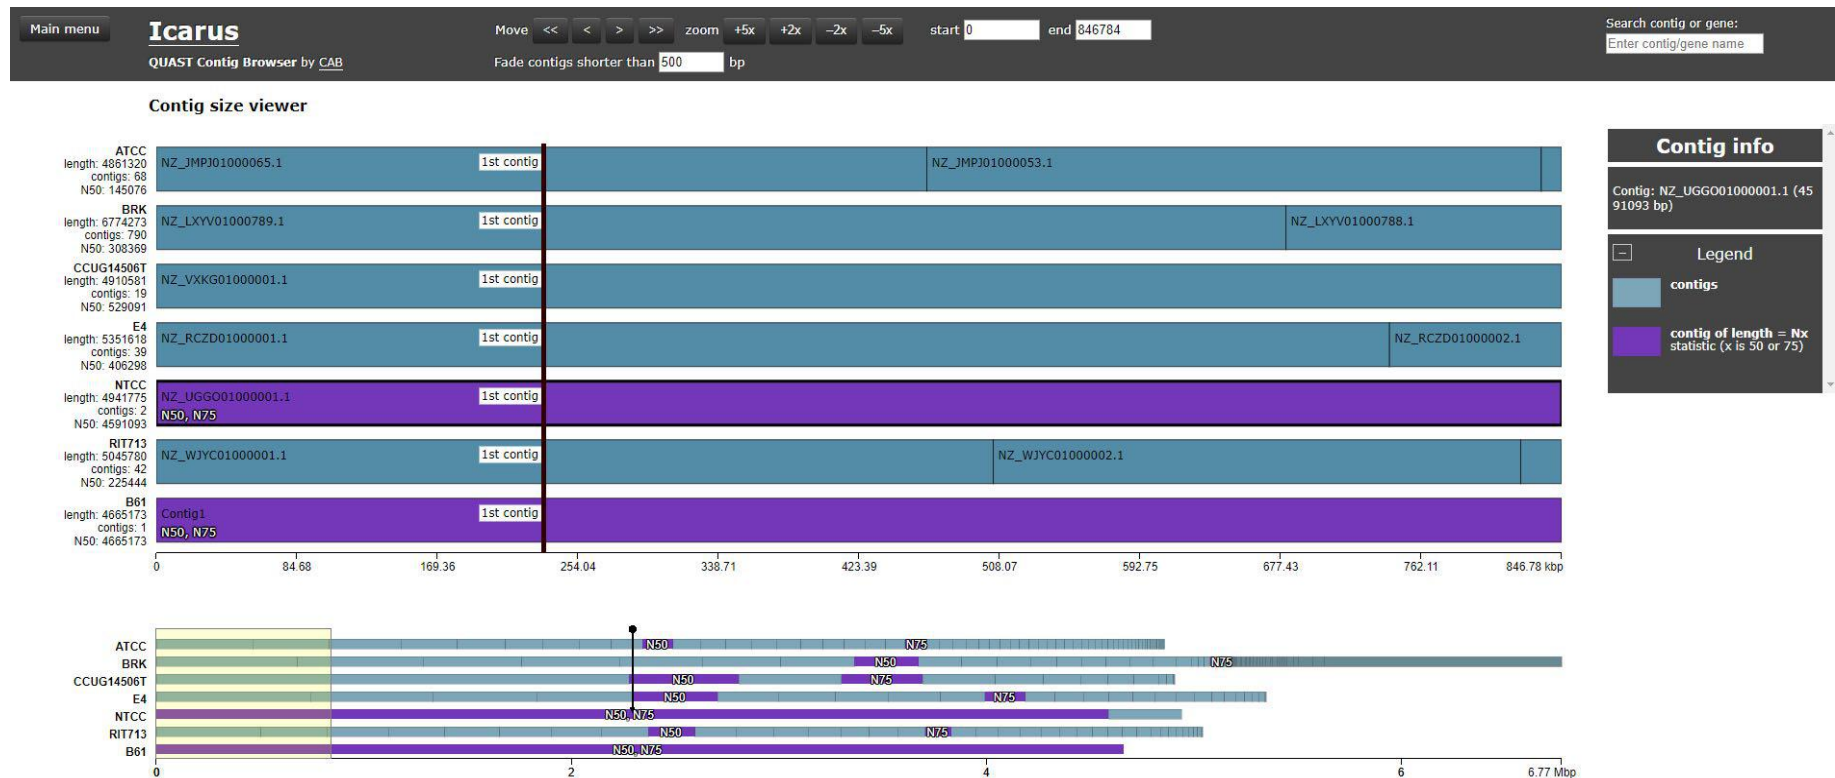 Main menu
Icarus
QUAST Contig Browser by CAB
Move << < > >> zoom +5x +2x −2x −5x start 0 end 846784
Fade contigs shorter than 500 bp
Search contig or gene:
Enter contig/gene name
Contig size viewer
ATCC
length: 4861320
contigs: 68
N50: 145076
NZ_JMPJ01000065.1
1st contig
NZ_JMPJ01000053.1
BRK
length: 6774273
contigs: 790
N50: 308369
NZ_LXYV01000789.1
1st contig
NZ_LXYV01000788.1
CCUG14506T
length: 4910581
contigs: 19
N50: 529091
NZ_VXKG01000001.1
1st contig
E4
length: 5351618
contigs: 39
N50: 406298
NZ_RCZD01000001.1
1st contig
NZ_RCZD01000002.1
NTCC
length: 4941775
contigs: 2
N50: 4591093
NZ_UGGO01000001.1
N50, N75
1st contig
RIT713
length: 5045780
contigs: 42
N50: 225444
NZ_WJYC01000001.1
1st contig
NZ_WJYC01000002.1
B61
length: 4665173
contigs: 1
N50: 4665173
Contig1
N50, N75
1st contig
0 84.68 169.36 254.04 338.71 423.39 508.07 592.75 677.43 762.11 846.78 kbp
Contig info
Contig: NZ_UGGO01000001.1 (45
91093 bp)
Legend
contigs
contig of length = Nx
statistic (x is 50 or 75)
ATCC N50 N75
BRK N50 N75
CCUG14506T N50 N75
E4 N50 N75
NTCC N50, N75
RIT713 N50 N75
B61 N50, N75
0 2 4 6 6.77 Mbp